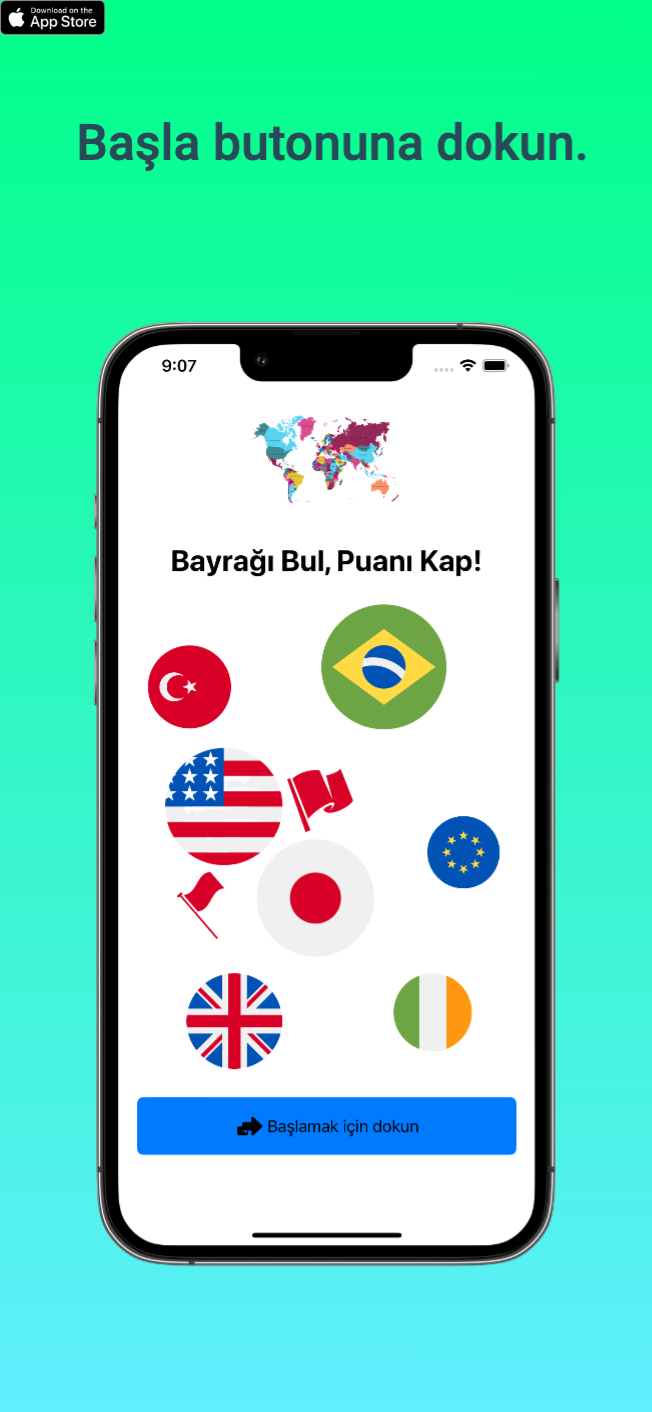 Download on the
App Store
Başla butonuna dokun.
9:07
Bayrağı Bul, Puanı Kap!
Başlamak için dokun